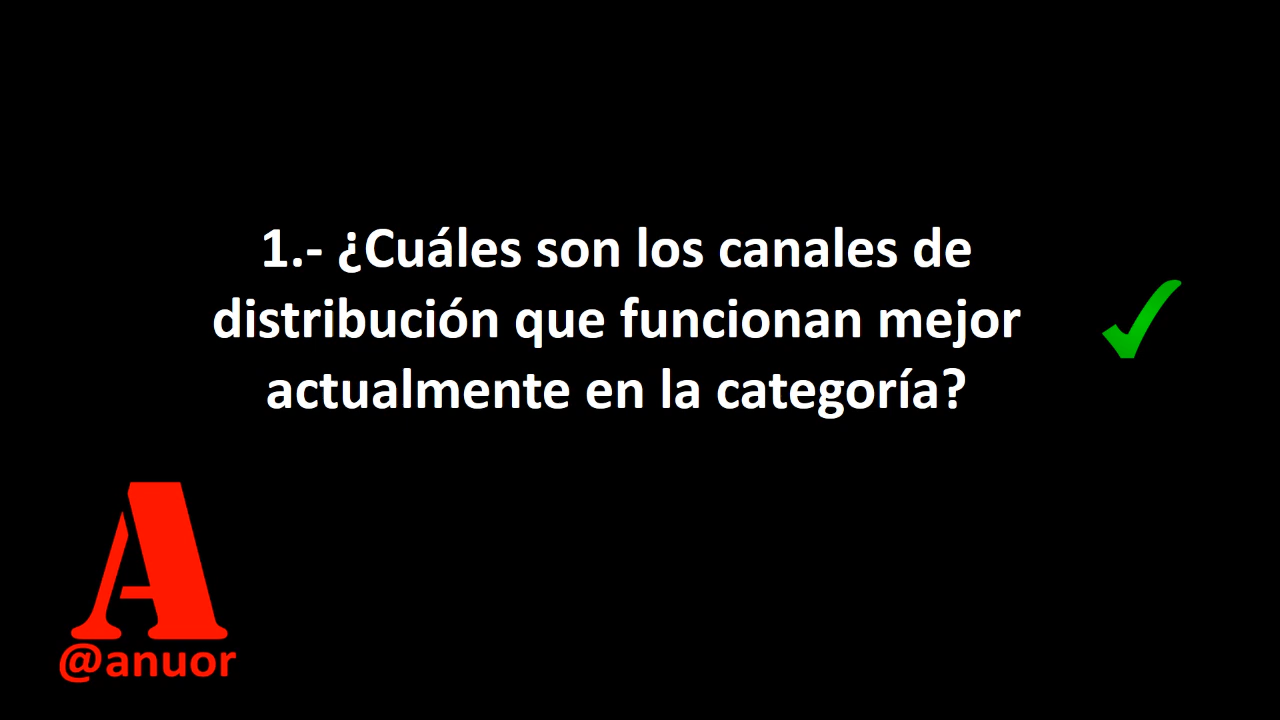 1.- ¿Cuáles son los canales de
distribución que funcionan mejor
actualmente en la categoría?
A
@anuor